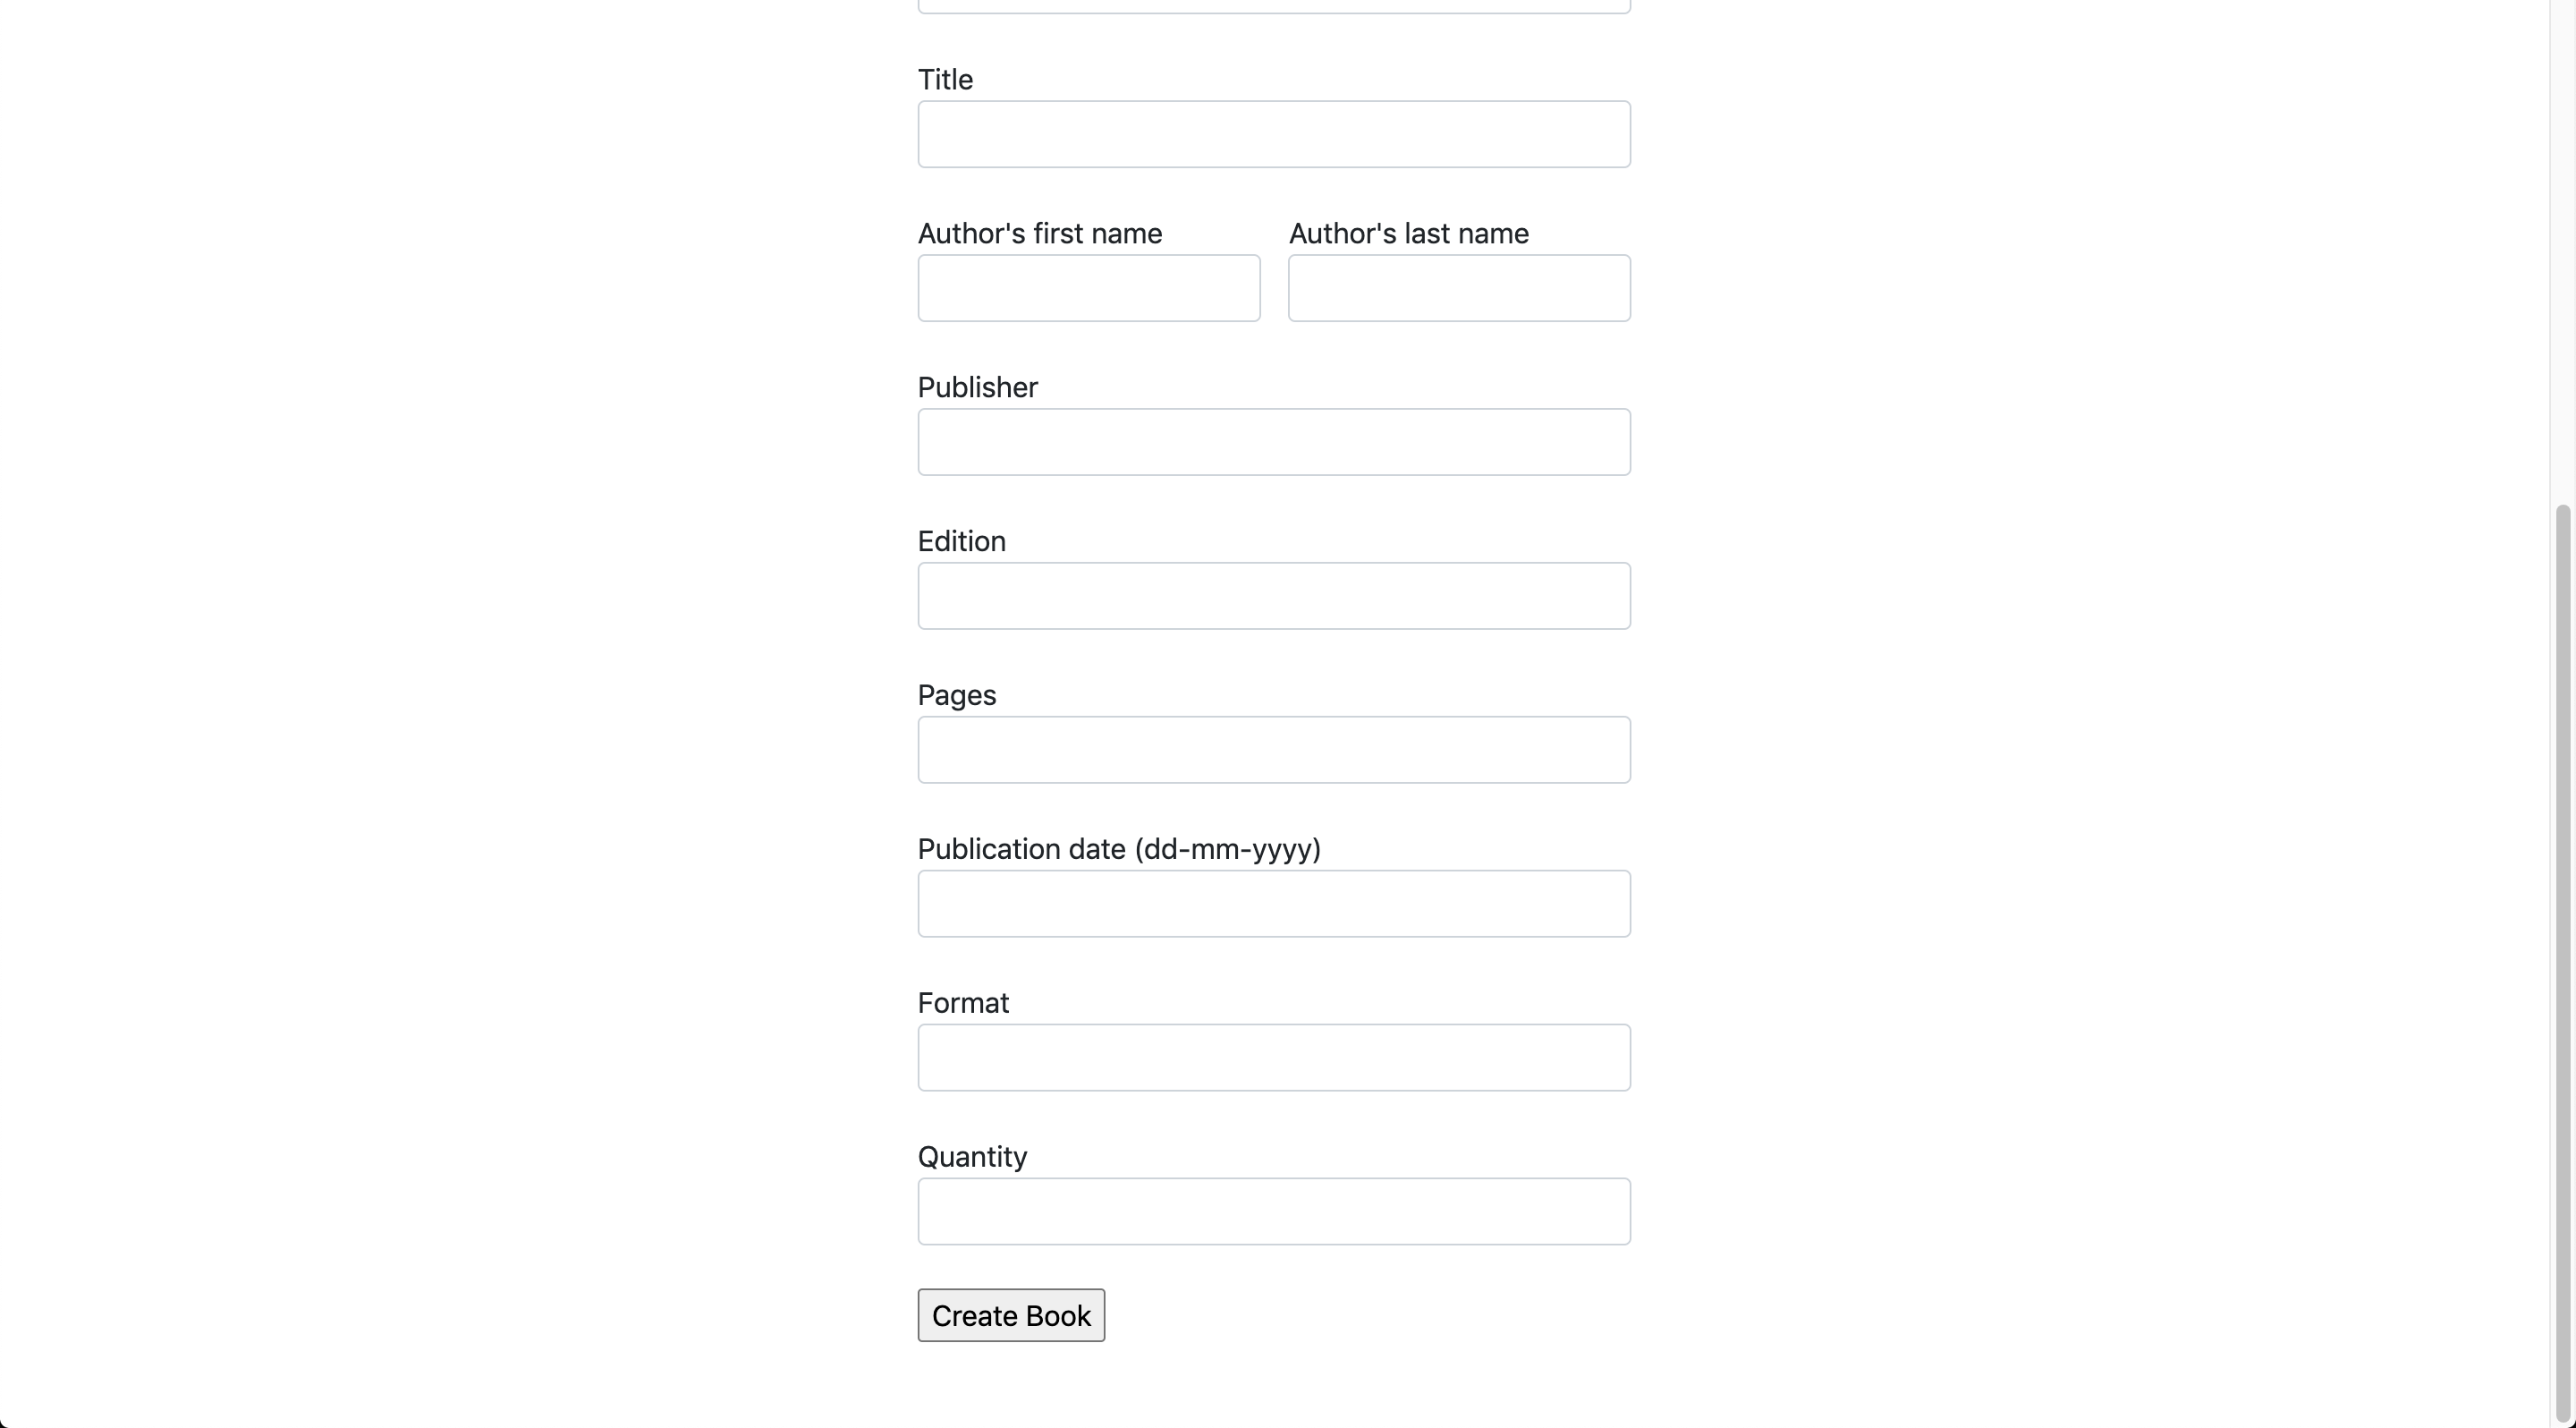 Title
Author's first name Author's last name
Publisher
Edition
Pages
Publication date (dd-mm-yyyy)
Format
Quantity
Create Book